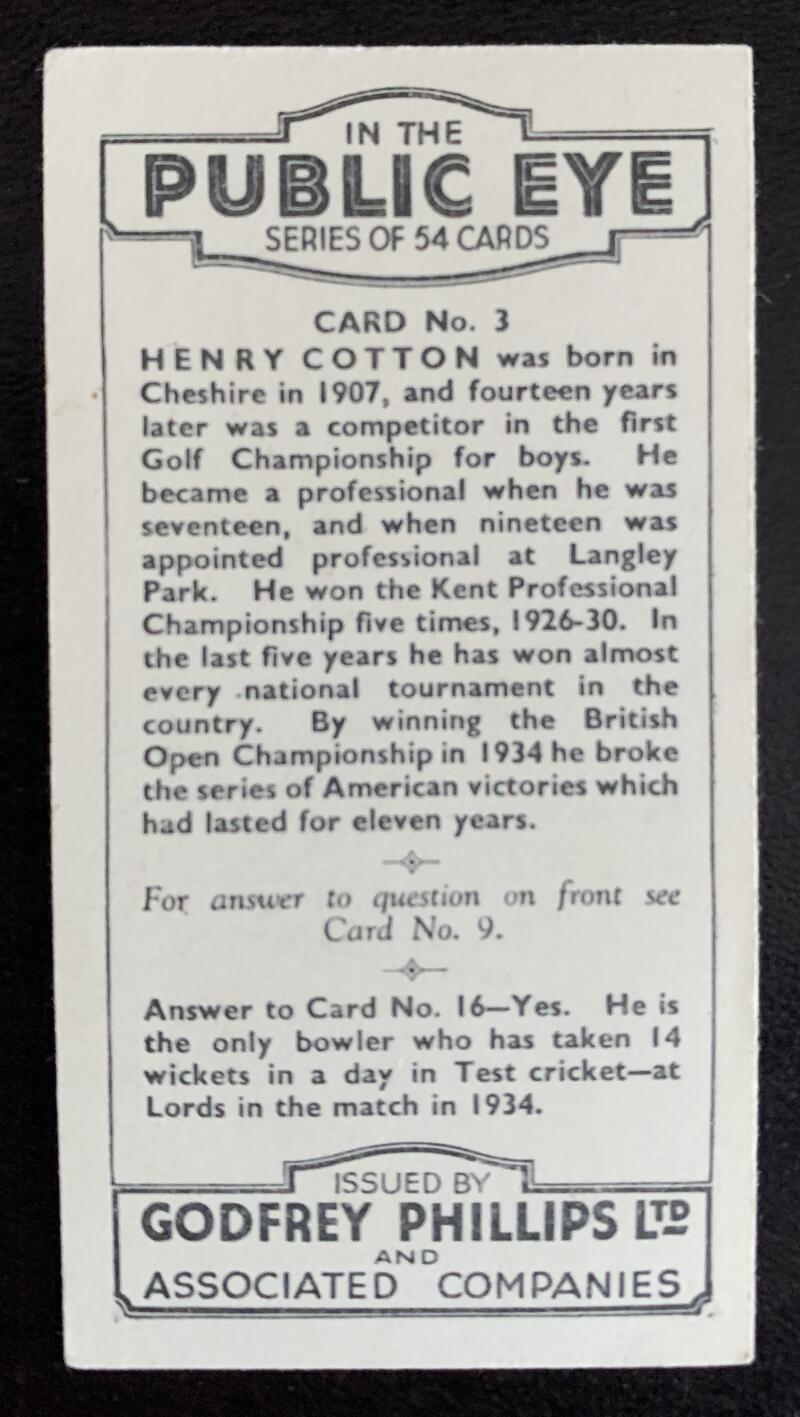 IN THE
PUBLIC EYE
SERIES OF 54 CARDS
CARD No. 3
HENRY COTTON was born in
Cheshire in 1907, and fourteen years
later was a competitor in the first
Golf Championship for boys. He
became a professional when he was
seventeen, and when nineteen was
appointed professional at Langley
Park. He won the Kent Professional
Championship five times, 1926-30. In
the last five years he has won almost
every national tournament in the
country. By winning the British
Open Championship in 1934 he broke
the series of American victories which
had lasted for eleven years.
For answer to question on front see
Card No. 9.
Answer to Card No. 16—Yes. He is
the only bowler who has taken 14
wickets in a day in Test cricket—at
Lords in the match in 1934.
ISSUED BY
GODFREY PHILLIPS LTD
AND
ASSOCIATED COMPANIES